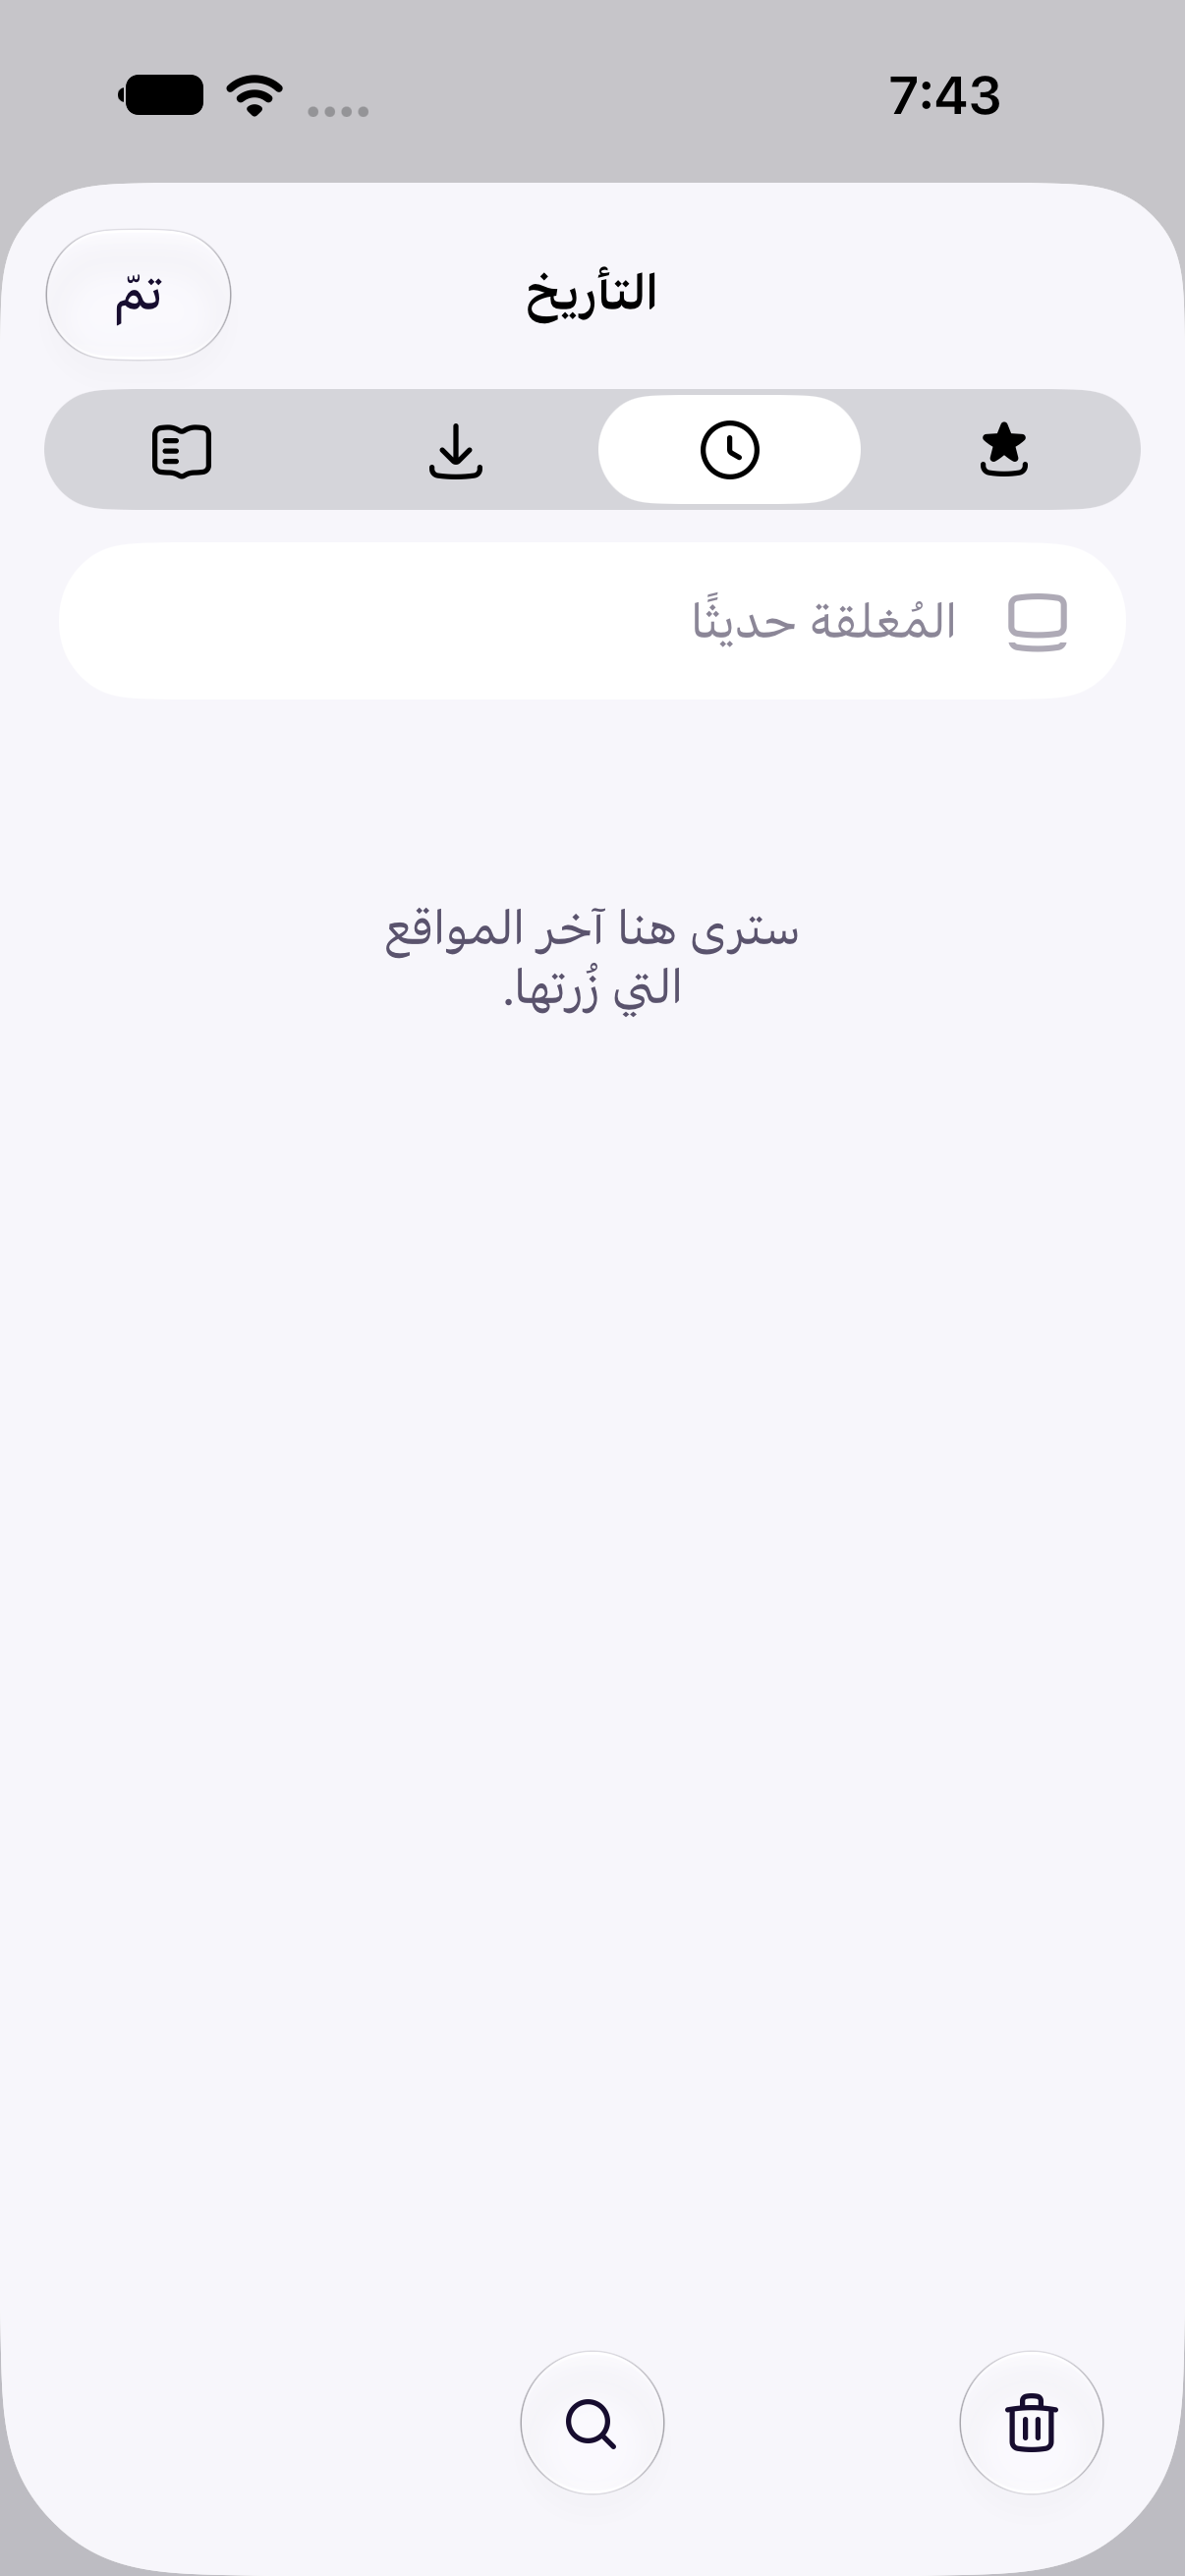 7:43
التأريخ
تمّ
المُغلقة حديثًا
سترى هنا آخر المواقع
التي زُرتها.